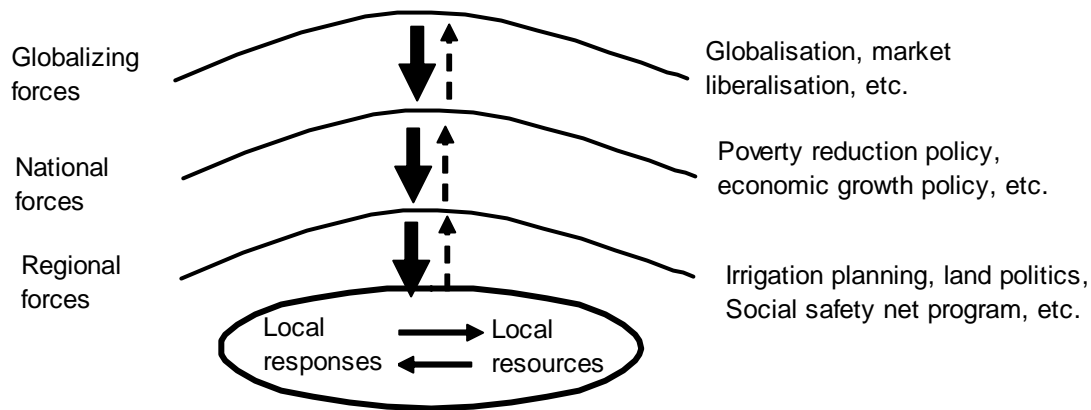 Globalizing
forces
Globalisation, market
liberalisation, etc.
National
forces
Poverty reduction policy,
economic growth policy, etc.
Regional
forces
Irrigation planning, land politics,
Social safety net program, etc.
Local
responses
Local
resources